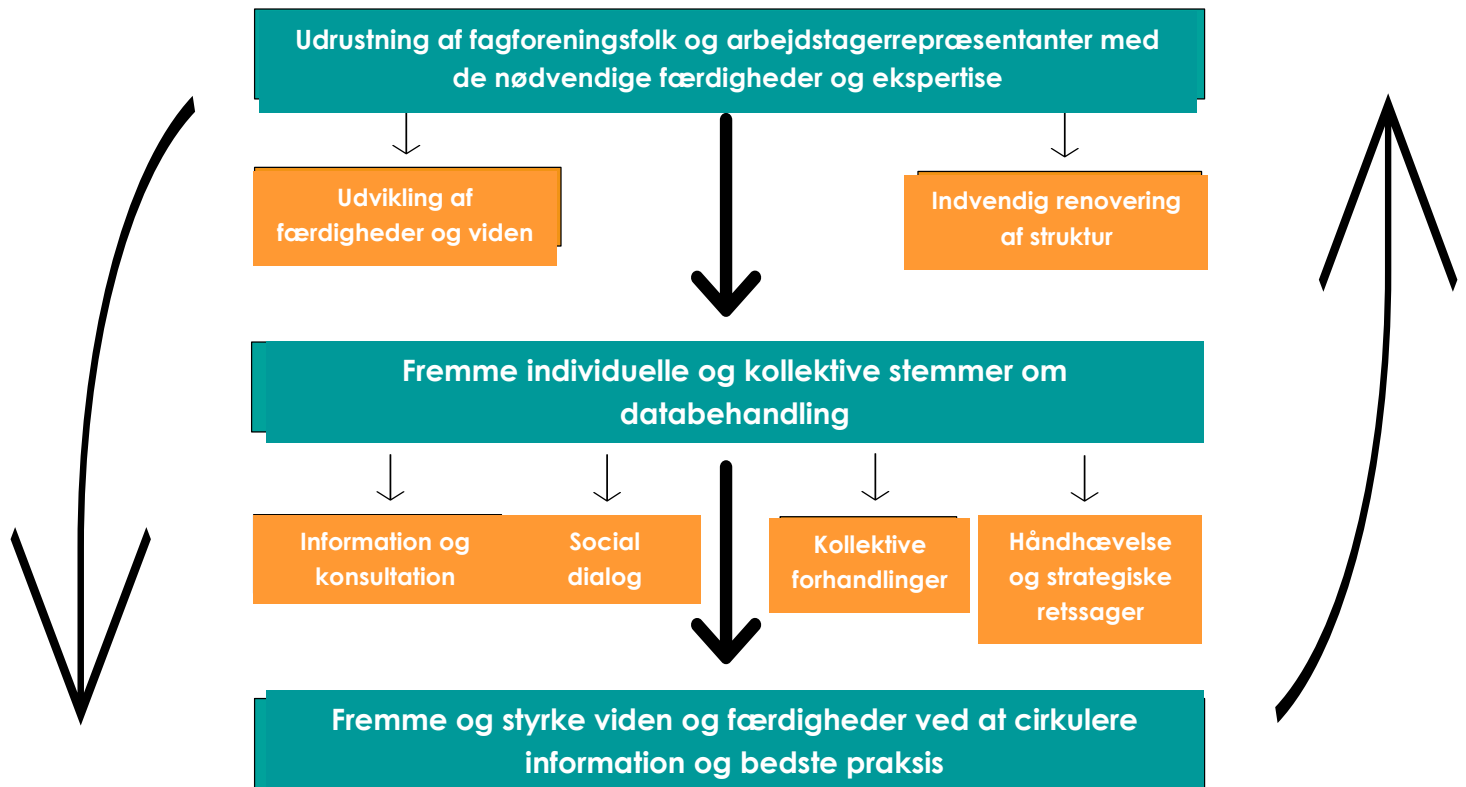 Udrustning af fagforeningsfolk og arbejdstagerrepræsentanter med
de nødvendige færdigheder og ekspertise
Udvikling af
færdigheder og viden
Indvendig renovering
af struktur
Fremme individuelle og kollektive stemmer om
databehandling
Information og
konsultation
Social
dialog
Kollektive
forhandlinger
Håndhævelse
og strategiske
retssager
Fremme og styrke viden og færdigheder ved at cirkulere
information og bedste praksis